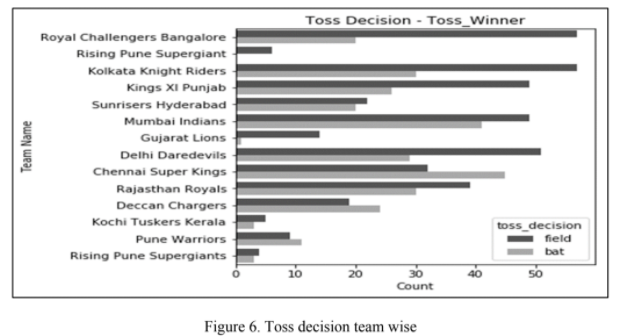 Toss Decision - Toss_Winner
Royal Challengers Bangalore
Rising Pune Supergiant
Kolkata Knight Riders
Kings XI Punjab
Sunrisers Hyderabad
Mumbai Indians
Gujarat Lions
Delhi Daredevils
Chennai Super Kings
Rajasthan Royals
Deccan Chargers
Kochi Tuskers Kerala
Pune Warriors
Rising Pune Supergiants
Team Name
toss_decision
field
bat
0 10 20 30 40 50
Count
Figure 6. Toss decision team wise